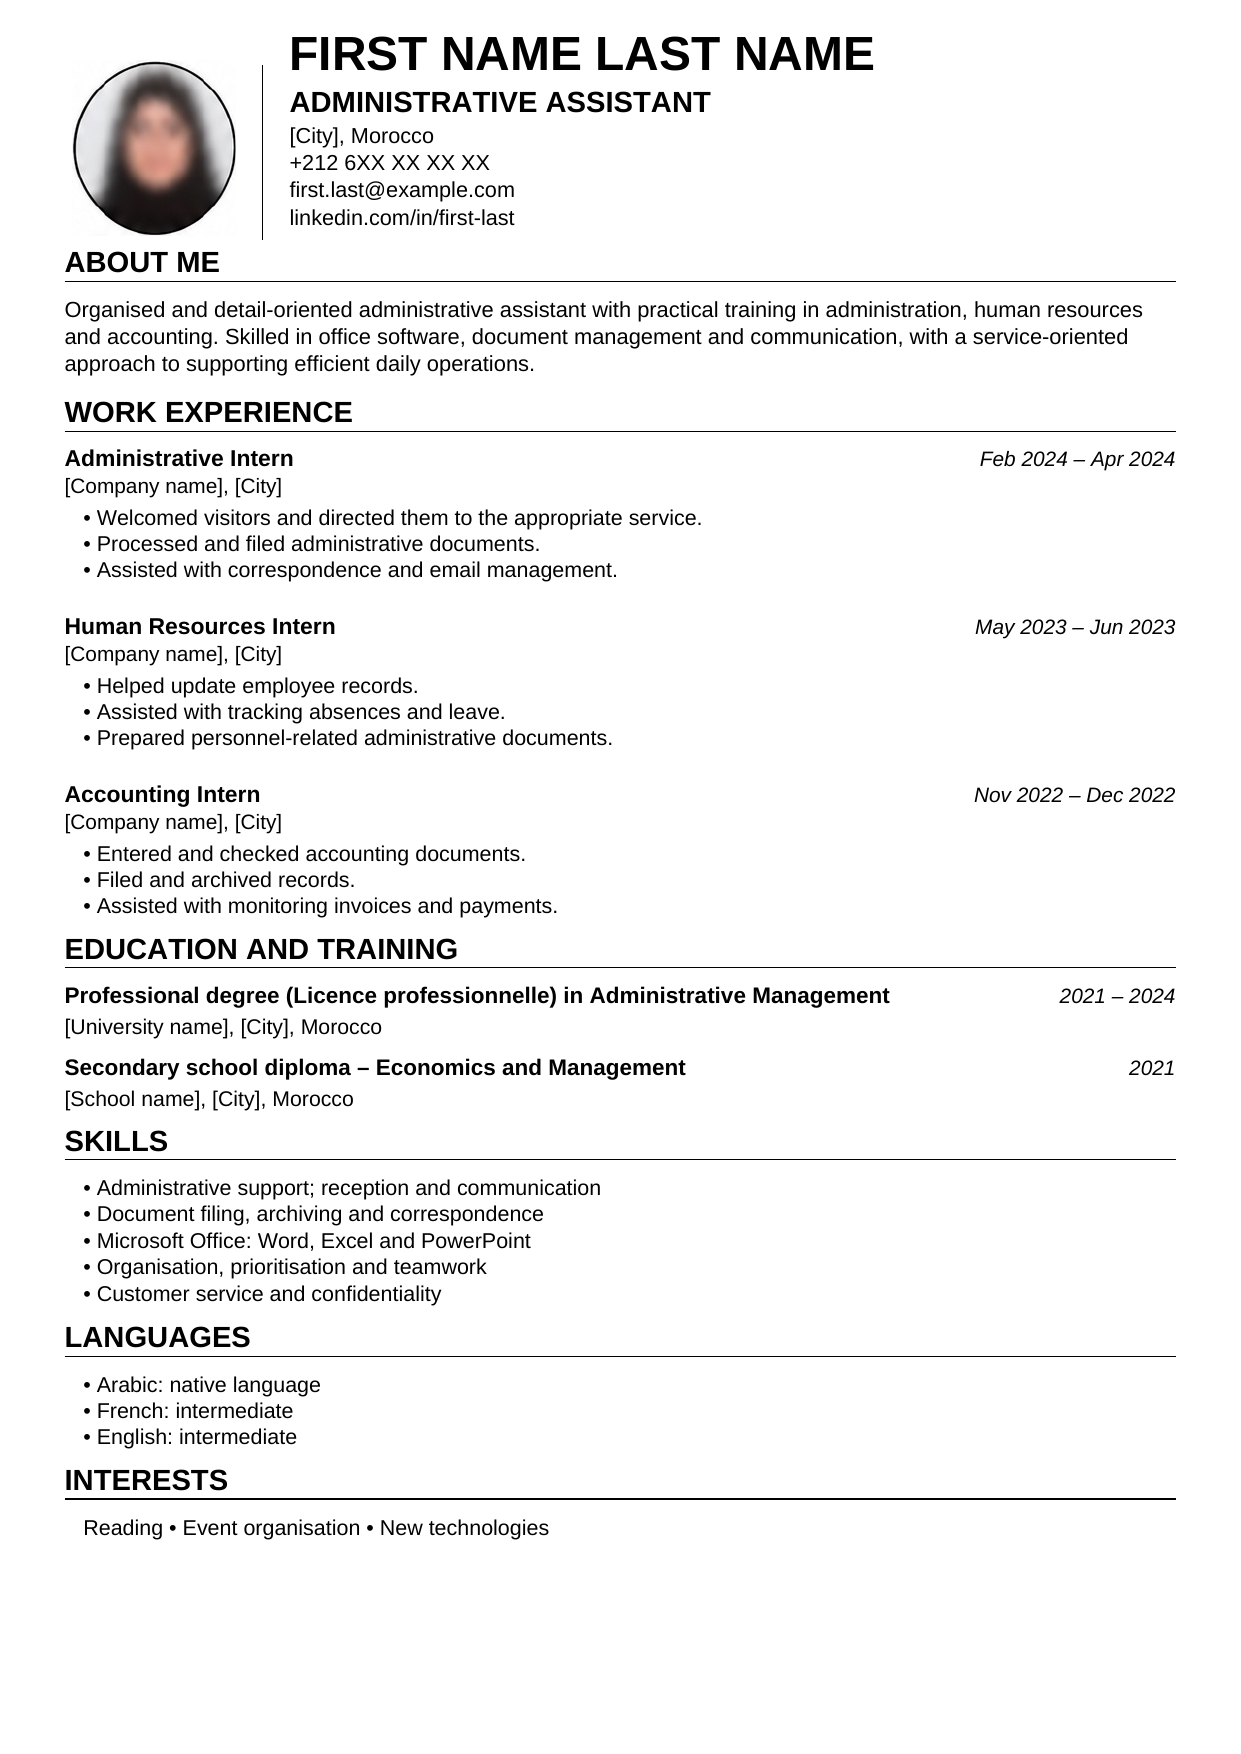 FIRST NAME LAST NAME
ADMINISTRATIVE ASSISTANT
[City], Morocco
+212 6XX XX XX XX
first.last@example.com
linkedin.com/in/first-last
ABOUT ME
Organised and detail-oriented administrative assistant with practical training in administration, human resources
and accounting. Skilled in office software, document management and communication, with a service-oriented
approach to supporting efficient daily operations.
WORK EXPERIENCE
Administrative Intern Feb 2024 – Apr 2024
[Company name], [City]
• Welcomed visitors and directed them to the appropriate service.
• Processed and filed administrative documents.
• Assisted with correspondence and email management.
Human Resources Intern May 2023 – Jun 2023
[Company name], [City]
• Helped update employee records.
• Assisted with tracking absences and leave.
• Prepared personnel-related administrative documents.
Accounting Intern Nov 2022 – Dec 2022
[Company name], [City]
• Entered and checked accounting documents.
• Filed and archived records.
• Assisted with monitoring invoices and payments.
EDUCATION AND TRAINING
Professional degree (Licence professionnelle) in Administrative Management 2021 – 2024
[University name], [City], Morocco
Secondary school diploma – Economics and Management 2021
[School name], [City], Morocco
SKILLS
• Administrative support; reception and communication
• Document filing, archiving and correspondence
• Microsoft Office: Word, Excel and PowerPoint
• Organisation, prioritisation and teamwork
• Customer service and confidentiality
LANGUAGES
• Arabic: native language
• French: intermediate
• English: intermediate
INTERESTS
Reading • Event organisation • New technologies